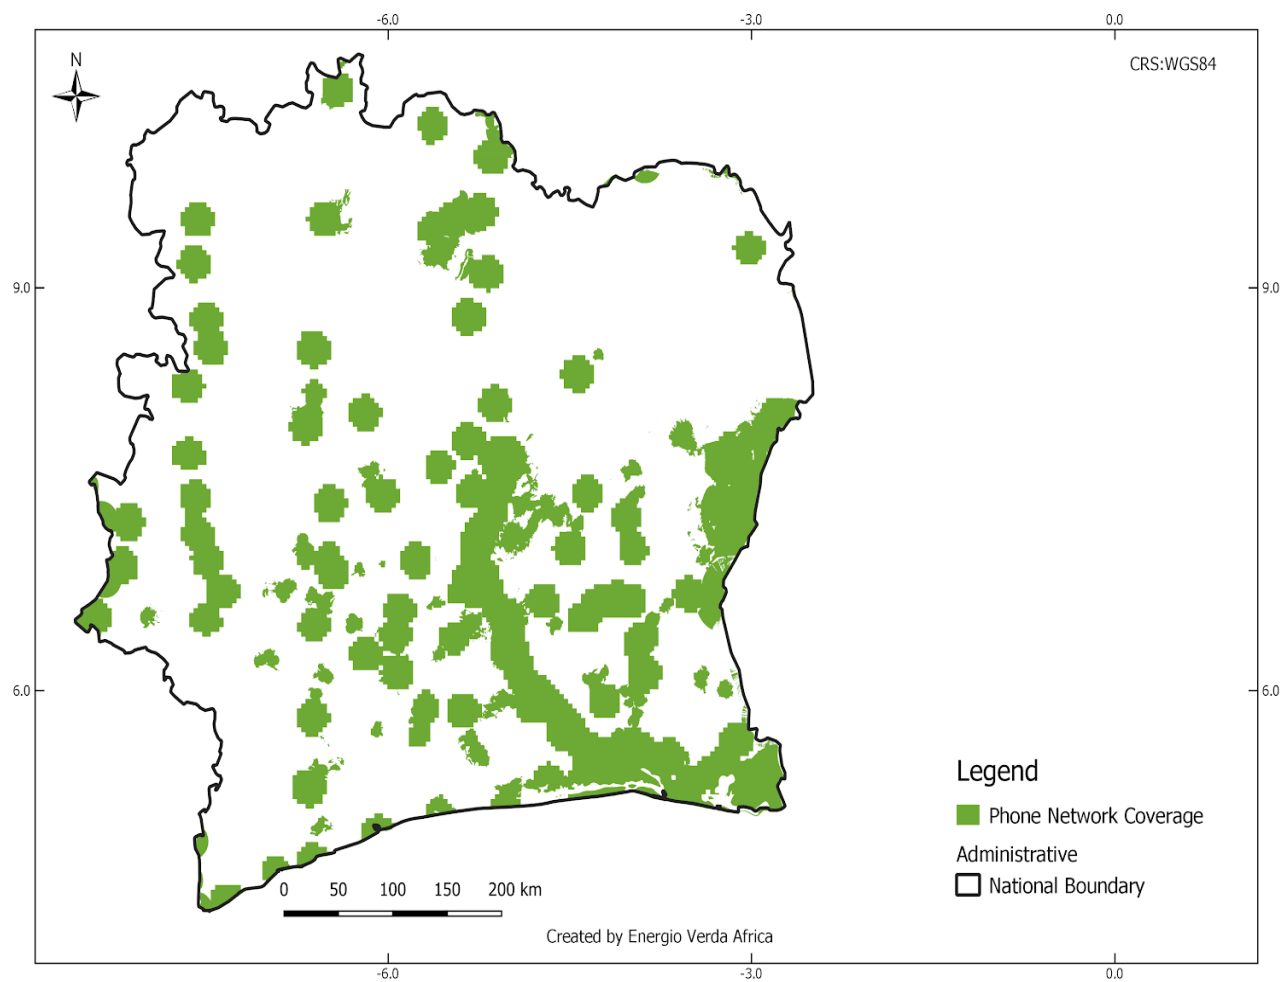 -6.0 -3.0 0.0
N
CRS:WGS84
9.0 9.0
6.0 6.0
Legend
Phone Network Coverage
Administrative
National Boundary
0 50 100 150 200 km
Created by Energio Verda Africa
-6.0 -3.0 0.0